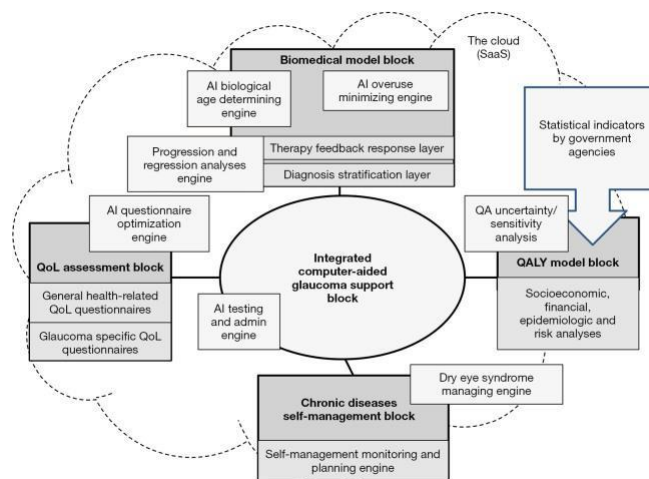 The cloud
(SaaS)
Biomedical model block
AI biological
age determining
engine
AI overuse
minimizing engine
Statistical indicators
by government
agencies
Progression and
regression analyses
engine
Therapy feedback response layer
Diagnosis stratification layer
AI questionnaire
optimization
engine
QA uncertainty/
sensitivity
analysis
QoL assessment block
Integrated
computer-aided
glaucoma support
block
QALY model block
General health-related
QoL questionnaires
Glaucoma specific QoL
questionnaires
AI testing
and admin
engine
Socioeconomic,
financial,
epidemiologic and
risk analyses
Dry eye syndrome
managing engine
Chronic diseases
self-management block
Self-management monitoring and
planning engine